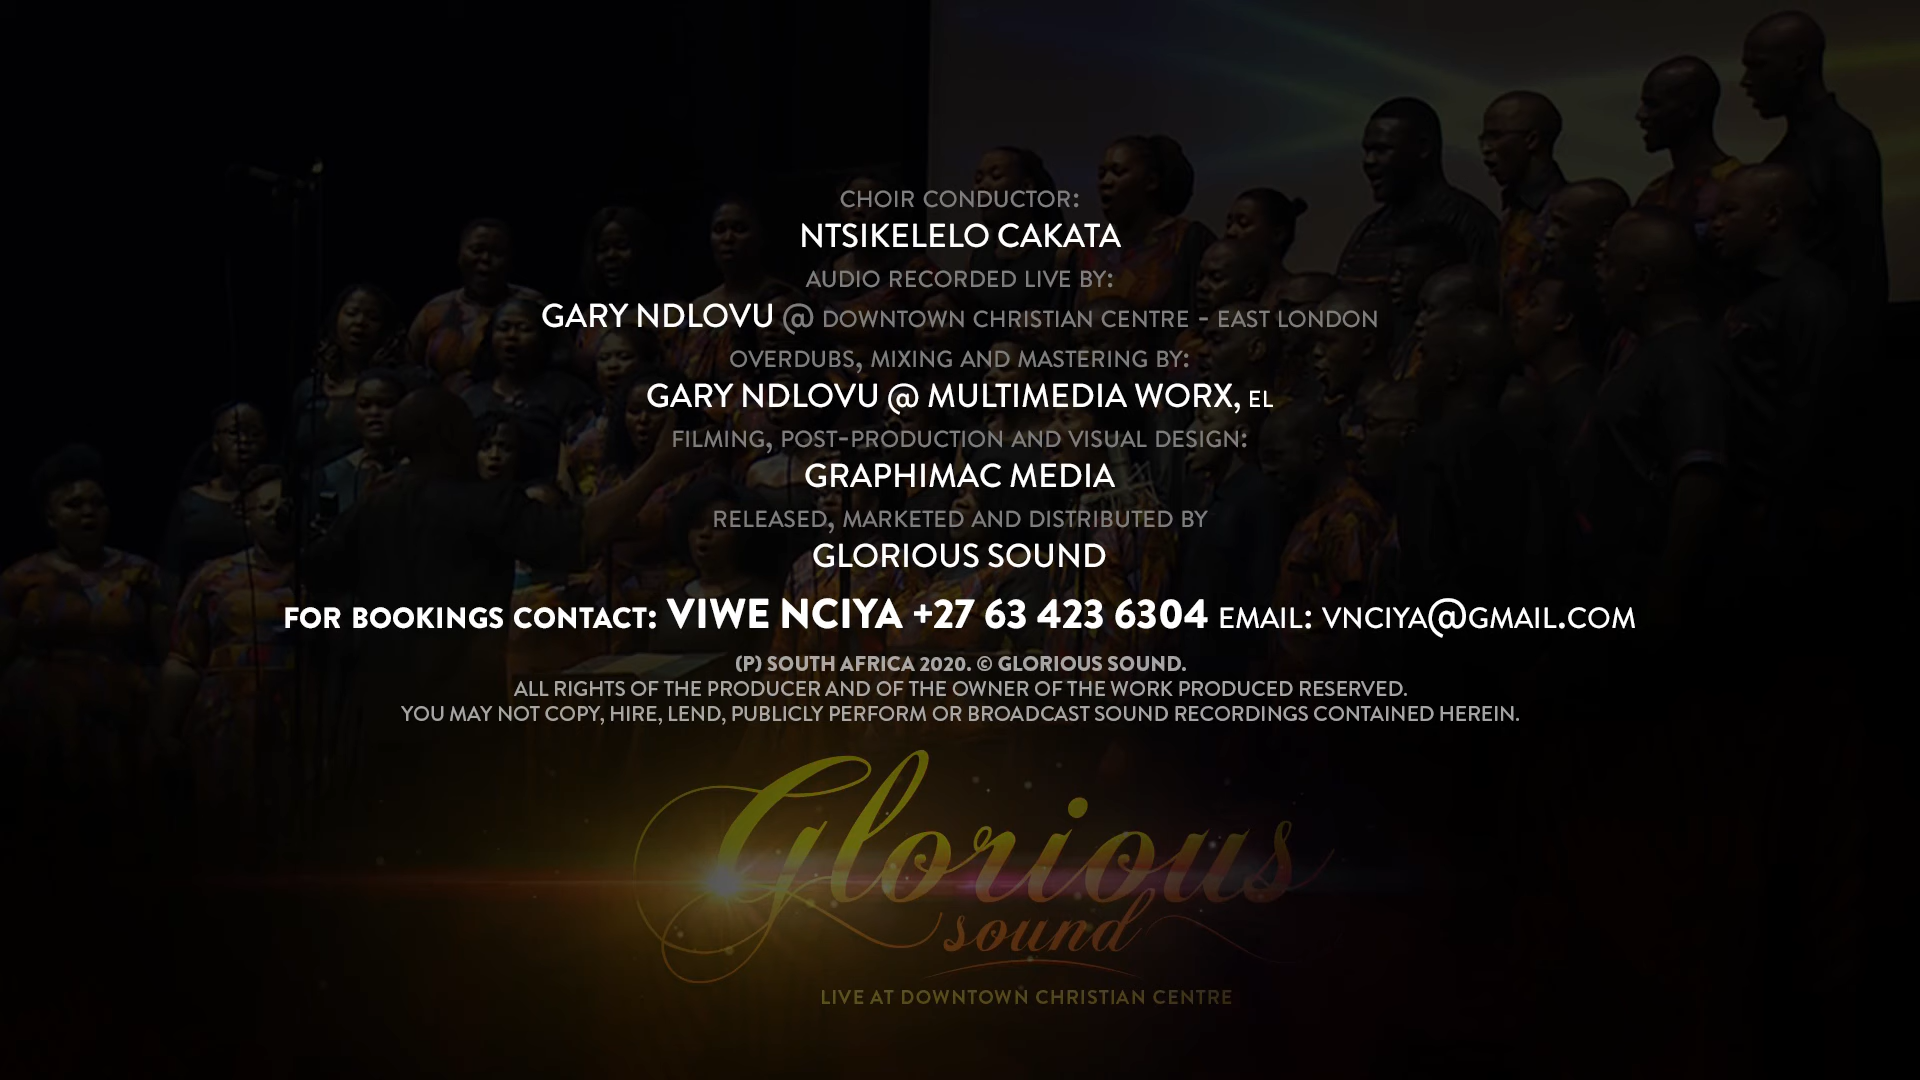 CHOIR CONDUCTOR:
NTSIKELELO CAKATA
AUDIO RECORDED LIVE BY:
GARY NDLOVU @ DOWNTOWN CHRISTIAN CENTRE - EAST LONDON
OVERDUBS, MIXING AND MASTERING BY:
GARY NDLOVU @ MULTIMEDIA WORX, EL
FILMING, POST-PRODUCTION AND VISUAL DESIGN:
GRAPHIMAC MEDIA
RELEASED, MARKETED AND DISTRIBUTED BY
GLORIOUS SOUND
FOR BOOKINGS CONTACT: VIWE NCIYA +27 63 423 6304 EMAIL: VNCIYA@GMAIL.COM
(P) SOUTH AFRICA 2020. © GLORIOUS SOUND.
ALL RIGHTS OF THE PRODUCER AND OF THE OWNER OF THE WORK PRODUCED RESERVED.
YOU MAY NOT COPY, HIRE, LEND, PUBLICLY PERFORM OR BROADCAST SOUND RECORDINGS CONTAINED HEREIN.
Glorious
sound
LIVE AT DOWNTOWN CHRISTIAN CENTRE